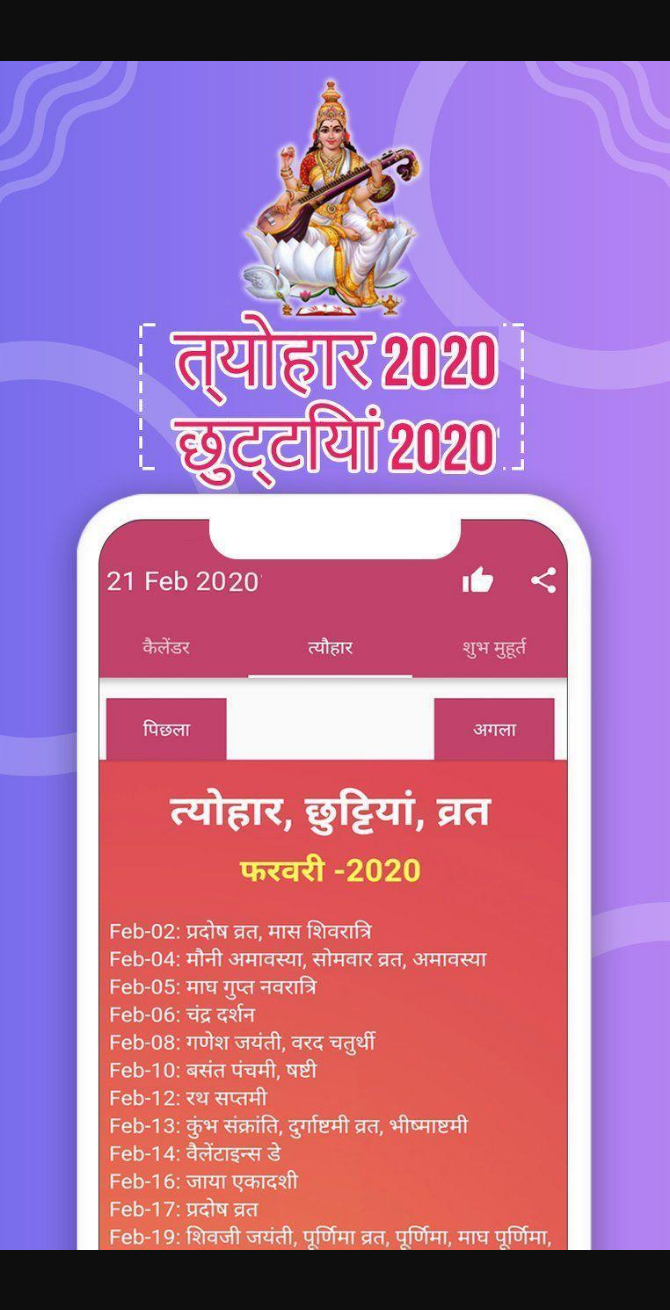 त्योहार 2020
छुट्टियां 2020
21 Feb 2020
कैलेंडर त्यौहार शुभ मुहूर्त
पिछला अगला
त्योहार, छुट्टियां, व्रत
फरवरी -2020
Feb-02: प्रदोष व्रत, मास शिवरात्रि
Feb-04: मौनी अमावस्या, सोमवार व्रत, अमावस्या
Feb-05: माघ गुप्त नवरात्रि
Feb-06: चंद्र दर्शन
Feb-08: गणेश जयंती, वरद चतुर्थी
Feb-10: बसंत पंचमी, षष्टी
Feb-12: रथ सप्तमी
Feb-13: कुंभ संक्रांति, दुर्गाष्टमी व्रत, भीष्माष्टमी
Feb-14: वैलेंटाइन्स डे
Feb-16: जाया एकादशी
Feb-17: प्रदोष व्रत
Feb-19: शिवजी जयंती, पूर्णिमा व्रत, पूर्णिमा, माघ पूर्णिमा,